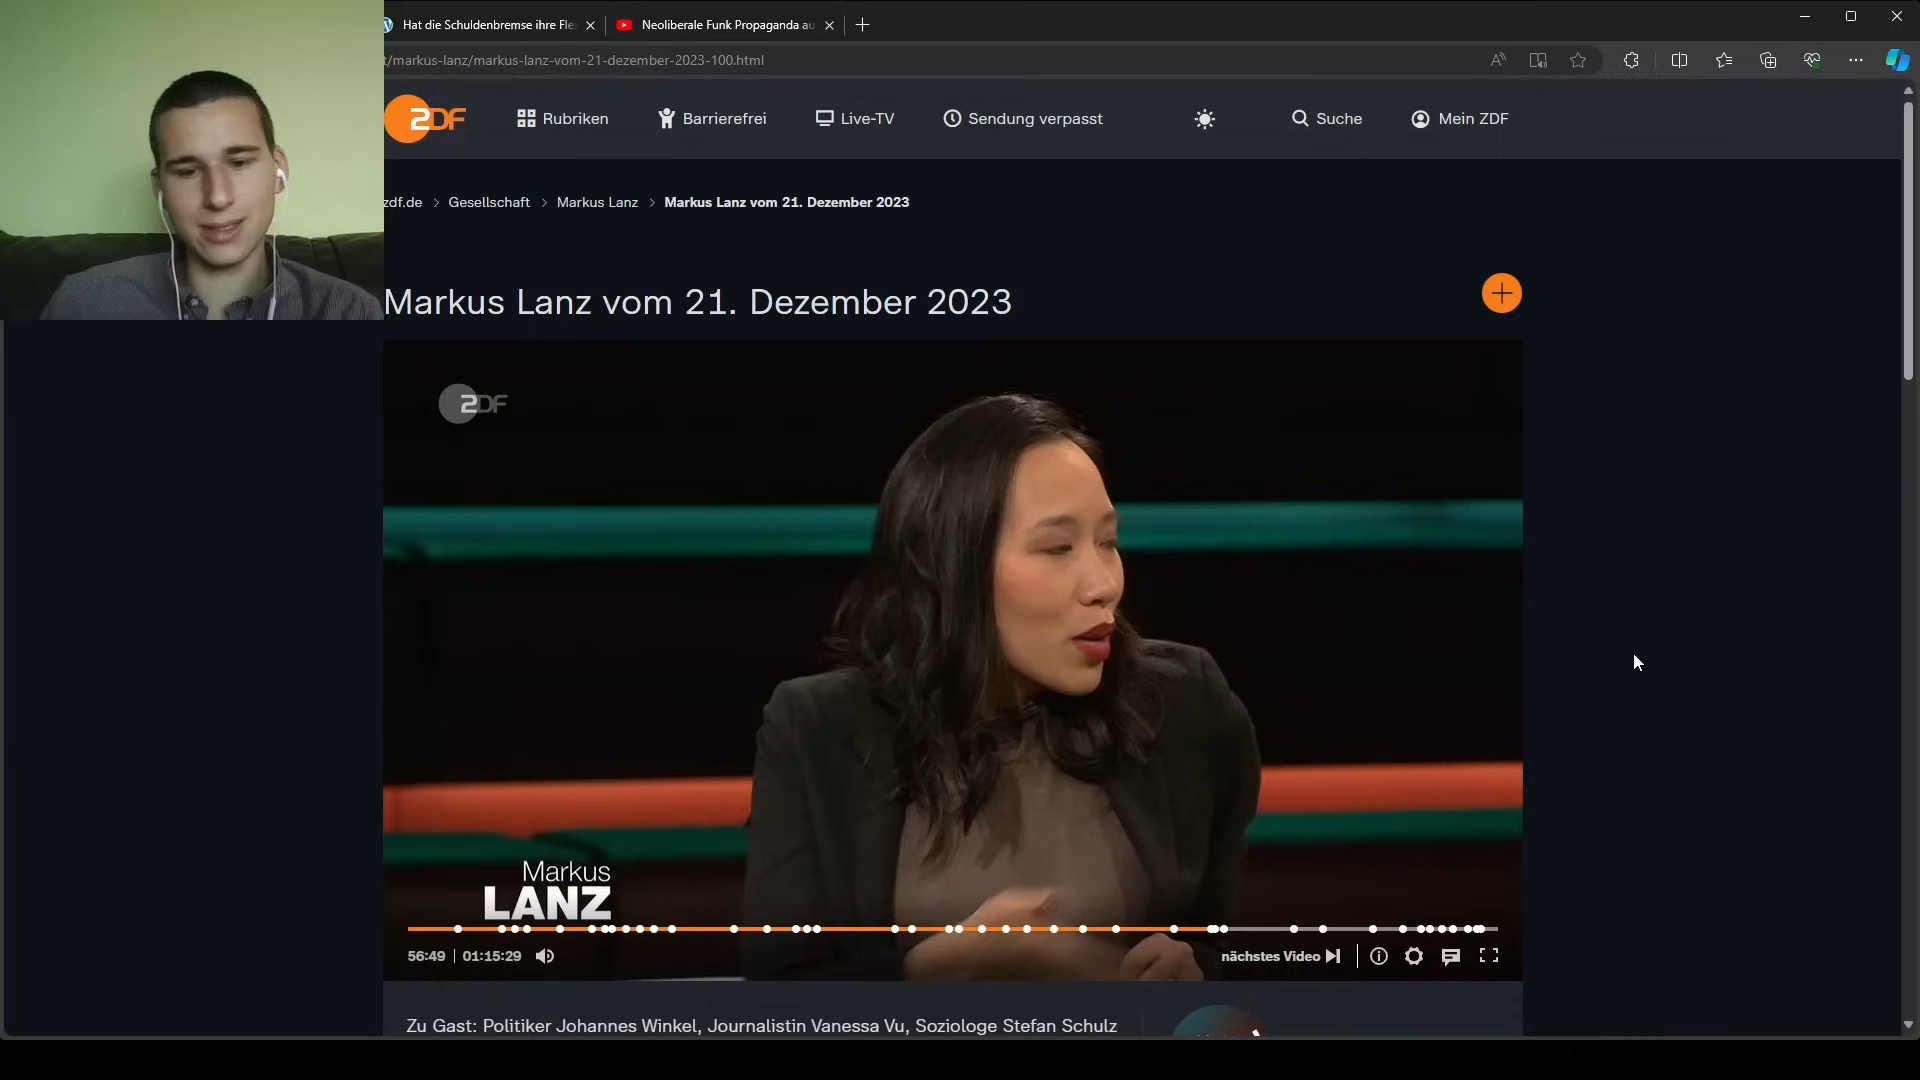 Hat die Schuldenbremse ihre Fle
Neoliberale Funk Propaganda au
t/markus-lanz/markus-lanz-vom-21-dezember-2023-100.html
ZDF
Rubriken
Barrierefrei
Live-TV
Sendung verpasst
Suche
Mein ZDF
zdf.de > Gesellschaft > Markus Lanz > Markus Lanz vom 21. Dezember 2023
Markus Lanz vom 21. Dezember 2023
ZDF
Markus
LANZ
56:49 | 01:15:29
nächstes Video
Zu Gast: Politiker Johannes Winkel, Journalistin Vanessa Vu, Soziologe Stefan Schulz